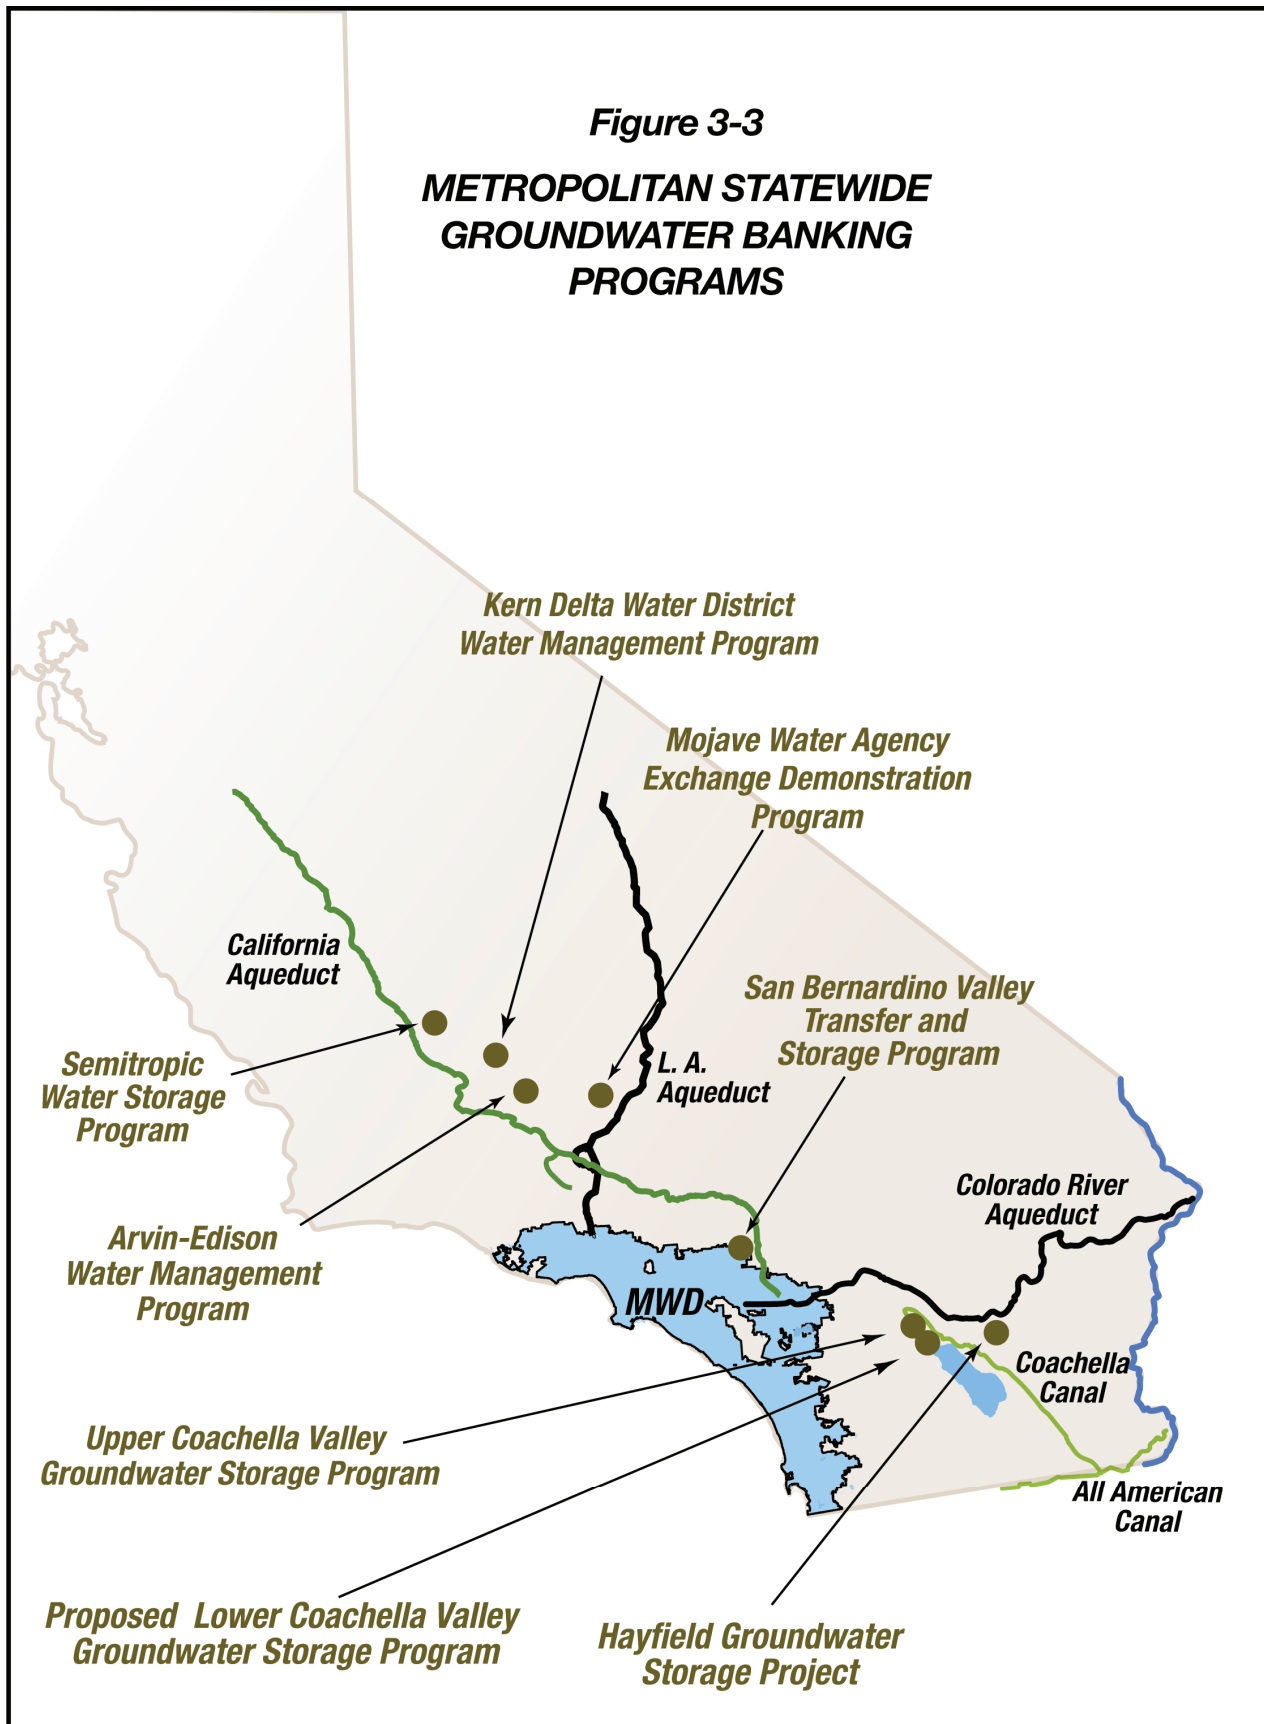 Figure 3-3
METROPOLITAN STATEWIDE
GROUNDWATER BANKING
PROGRAMS
Kern Delta Water District
Water Management Program
Mojave Water Agency
Exchange Demonstration
Program
California
Aqueduct
San Bernardino Valley
Transfer and
Storage Program
Semitropic
Water Storage
Program
L. A.
Aqueduct
Colorado River
Aqueduct
Arvin-Edison
Water Management
Program
MWD
Coachella
Canal
Upper Coachella Valley
Groundwater Storage Program
All American
Canal
Proposed Lower Coachella Valley
Groundwater Storage Program
Hayfield Groundwater
Storage Project